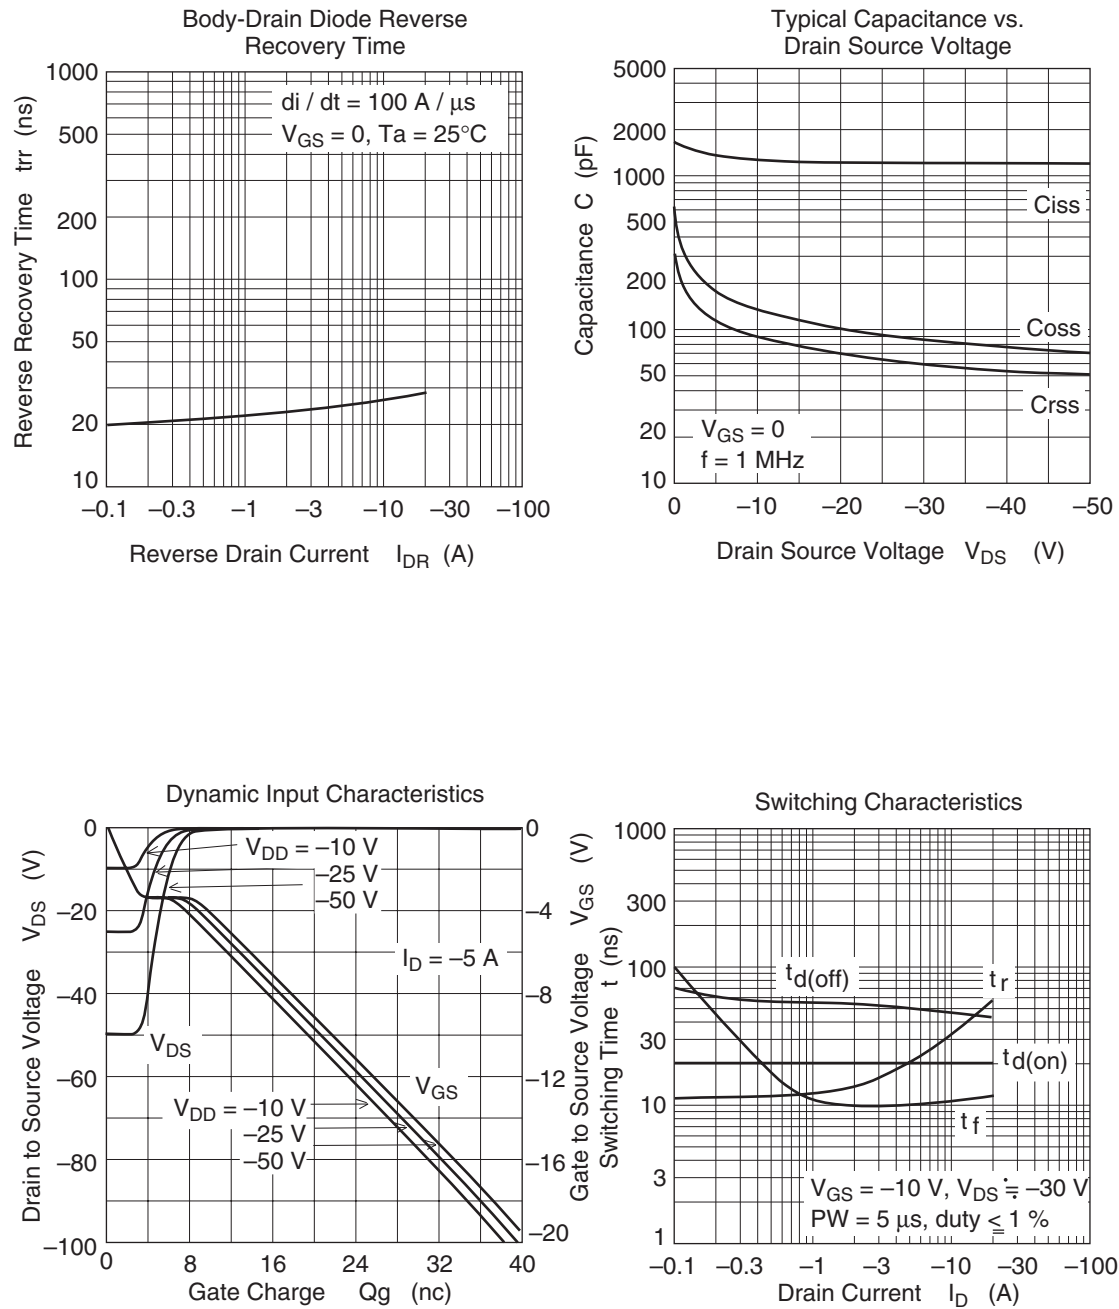 Body-Drain Diode Reverse
Recovery Time
1000
500
200
100
50
20
10
Reverse Recovery Time trr (ns)
di / dt = 100 A / μs
VGS = 0, Ta = 25°C
–0.1 –0.3 –1 –3 –10 –30 –100
Reverse Drain Current IDR (A)
Typical Capacitance vs.
Drain Source Voltage
5000
2000
1000
500
200
100
50
20
10
Capacitance C (pF)
Ciss
Coss
Crss
VGS = 0
f = 1 MHz
0 –10 –20 –30 –40 –50
Drain Source Voltage VDS (V)
Dynamic Input Characteristics
0
–20
–40
–60
–80
–100
Drain to Source Voltage VDS (V)
VDD = –10 V
–25 V
–50 V
ID = –5 A
VDS
VGS
VDD = –10 V
–25 V
–50 V
0
–4
–8
–12
–16
–20
Gate to Source Voltage VGS (V)
0 8 16 24 32 40
Gate Charge Qg (nc)
Switching Characteristics
1000
300
100
30
10
3
1
Switching Time t (ns)
td(off)
tr
td(on)
tf
VGS = –10 V, VDS ≒ –30 V
PW = 5 μs, duty ≦ 1 %
–0.1 –0.3 –1 –3 –10 –30 –100
Drain Current ID (A)